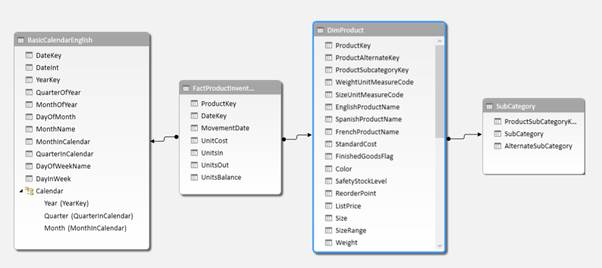 BasicCalendarEnglish
DateKey
DateInt
YearKey
QuarterOfYear
MonthOfYear
DayOfMonth
MonthName
MonthInCalendar
QuarterInCalendar
DayOfWeekName
DayInWeek
Calendar
Year (YearKey)
Quarter (QuarterInCalendar)
Month (MonthInCalendar)
FactProductInvent...
ProductKey
DateKey
MovementDate
UnitCost
UnitsIn
UnitsOut
UnitsBalance
DimProduct
ProductKey
ProductAlternateKey
ProductSubcategoryKey
WeightUnitMeasureCode
SizeUnitMeasureCode
EnglishProductName
SpanishProductName
FrenchProductName
StandardCost
FinishedGoodsFlag
Color
SafetyStockLevel
ReorderPoint
ListPrice
Size
SizeRange
Weight
SubCategory
ProductSubcategoryK...
SubCategory
AlternateSubCategory